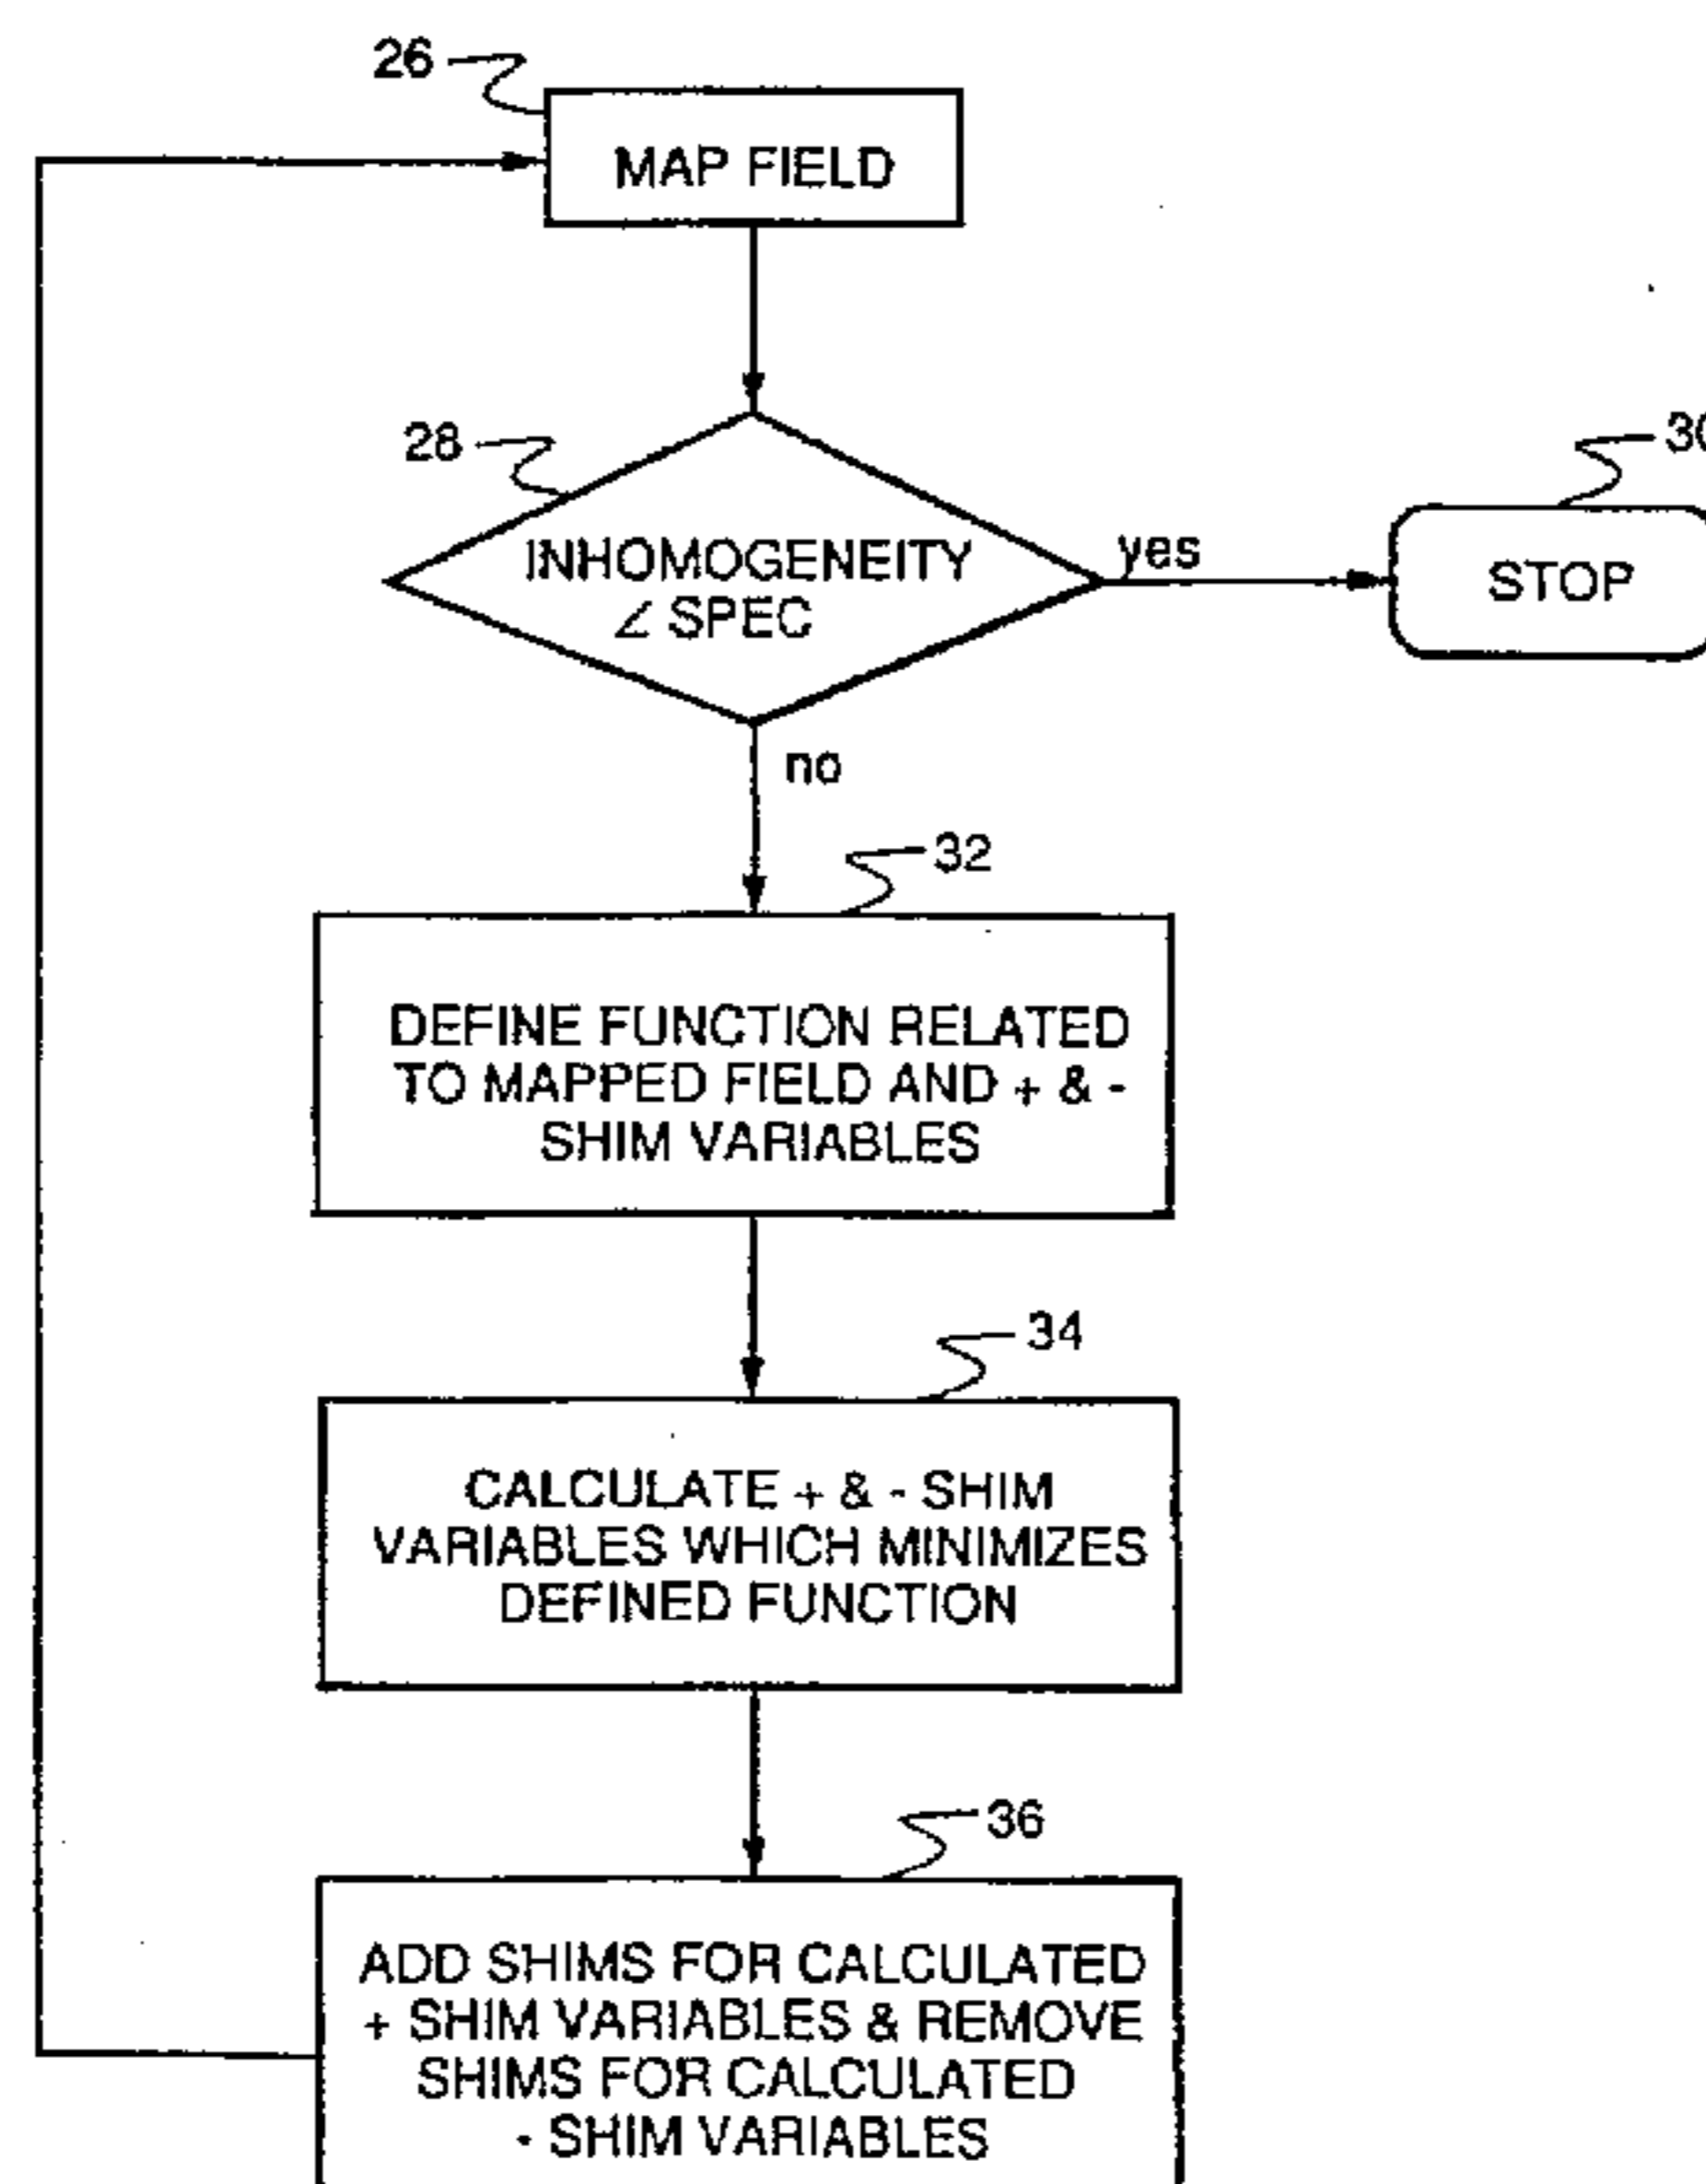 26
MAP FIELD
28
INHOMOGENEITY
∠ SPEC
yes
30
STOP
no
32
DEFINE FUNCTION RELATED
TO MAPPED FIELD AND + & -
SHIM VARIABLES
34
CALCULATE + & - SHIM
VARIABLES WHICH MINIMIZES
DEFINED FUNCTION
36
ADD SHIMS FOR CALCULATED
+ SHIM VARIABLES & REMOVE
SHIMS FOR CALCULATED
- SHIM VARIABLES